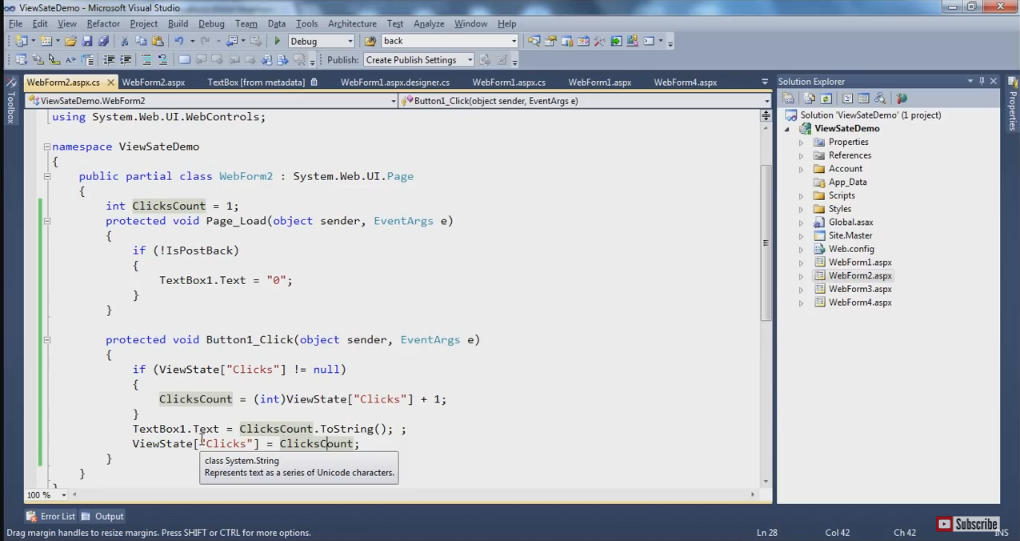 ViewSateDemo - Microsoft Visual Studio
File Edit View Refactor Project Build Debug Team Data Tools Architecture Test Analyze Window Help
Debug back
Publish: Create Publish Settings
WebForm2.aspx.cs WebForm2.aspx TextBox [from metadata] WebForm1.aspx.designer.cs WebForm1.aspx.cs WebForm1.aspx WebForm4.aspx
ViewSateDemo.WebForm2 Button1_Click(object sender, EventArgs e)
Toolbox
using System.Web.UI.WebControls;
namespace ViewSateDemo
{
public partial class WebForm2 : System.Web.UI.Page
{
int ClicksCount = 1;
protected void Page_Load(object sender, EventArgs e)
{
if (!IsPostBack)
{
TextBox1.Text = "0";
}
}
protected void Button1_Click(object sender, EventArgs e)
{
if (ViewState["Clicks"] != null)
{
ClicksCount = (int)ViewState["Clicks"] + 1;
}
TextBox1.Text = ClicksCount.ToString(); ;
ViewState["Clicks"] = ClicksCount;
}
class System.String
Represents text as a series of Unicode characters.
}
100 %
Solution Explorer
Solution 'ViewSateDemo' (1 project)
ViewSateDemo
Properties
References
Account
App_Data
Scripts
Styles
Global.asax
Site.Master
Web.config
WebForm1.aspx
WebForm2.aspx
WebForm3.aspx
WebForm4.aspx
Properties
Error List Output
Subscribe
Drag margin handles to resize margins. Press SHIFT or CTRL for more options. Ln 28 Col 42 Ch 42 INS